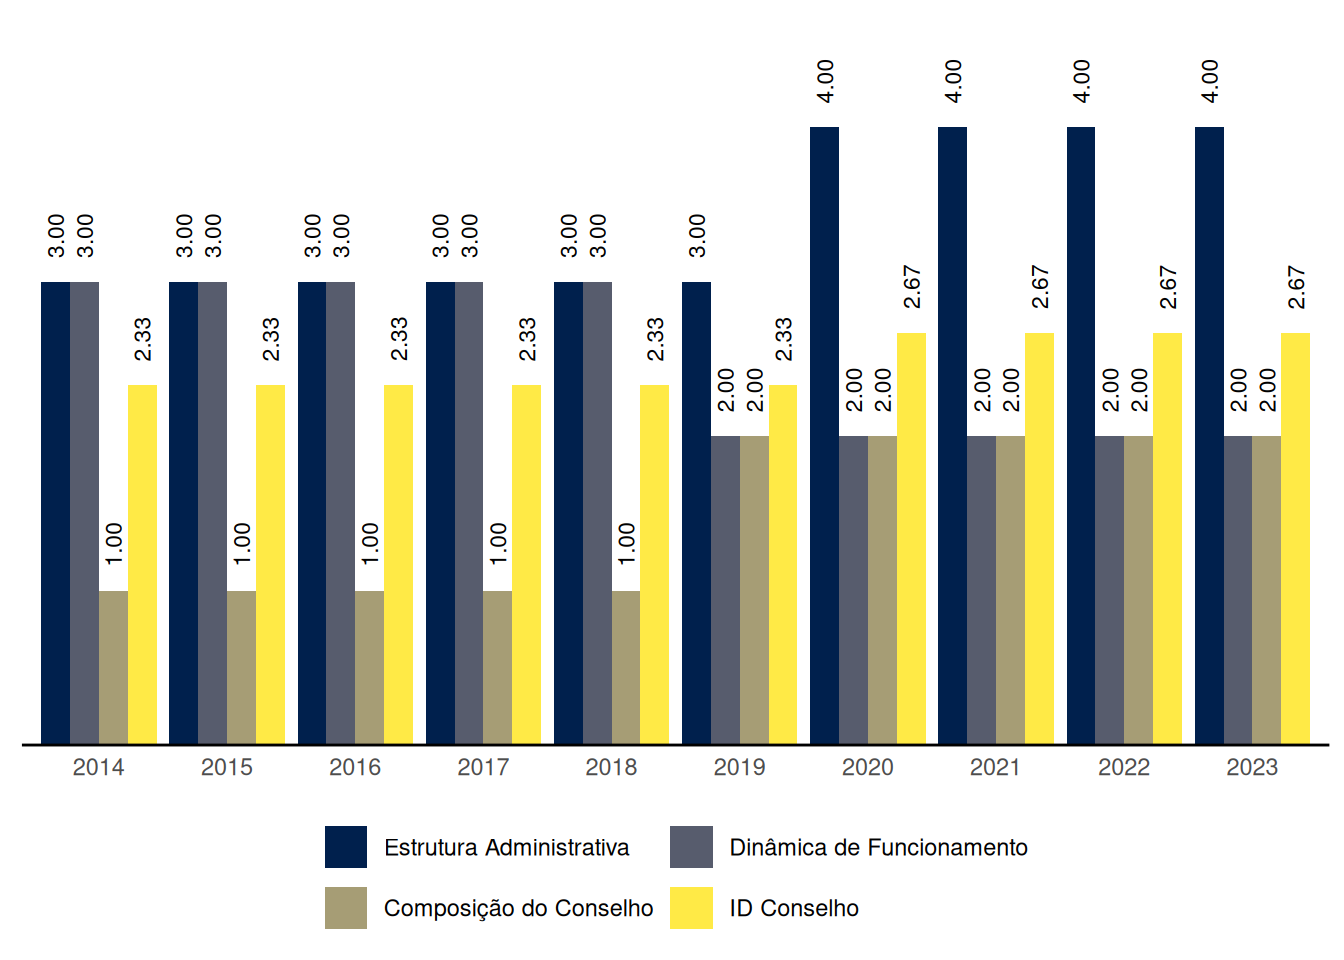 4.00 4.00 4.00 4.00
3.00 3.00 3.00 3.00 3.00 3.00 3.00 3.00 3.00 3.00 3.00
2.67 2.67 2.67 2.67
2.33 2.33 2.33 2.33 2.33 2.33
2.00 2.00 2.00 2.00 2.00 2.00 2.00 2.00 2.00 2.00
1.00 1.00 1.00 1.00 1.00
2014 2015 2016 2017 2018 2019 2020 2021 2022 2023
Estrutura Administrativa Dinâmica de Funcionamento
Composição do Conselho ID Conselho